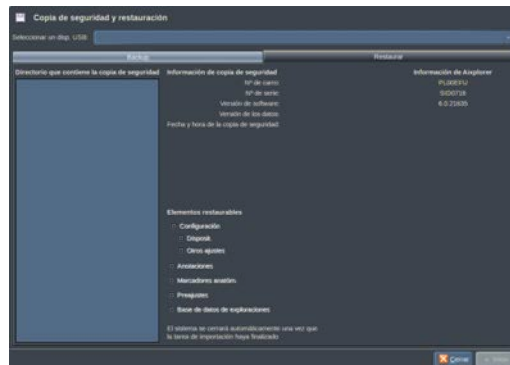 Copia de seguridad y restauración
Seleccionar un disp. USB:
Backup Restaurar
Directorio que contiene la copia de seguridad Información de copia de seguridad Información de Aixplorer
Nº de carro:
Nº de serie: SID0716
Versión de software: 6.0.21835
Versión de los datos:
Fecha y hora de la copia de seguridad:
Elementos restaurables
Configuración
Disposit.
Otros ajustes
Anotaciones
Marcadores anatóm.
Preajustes
Base de datos de exploraciones
El sistema se cerrará automáticamente una vez que
la tarea de importación haya finalizado
Cerrar